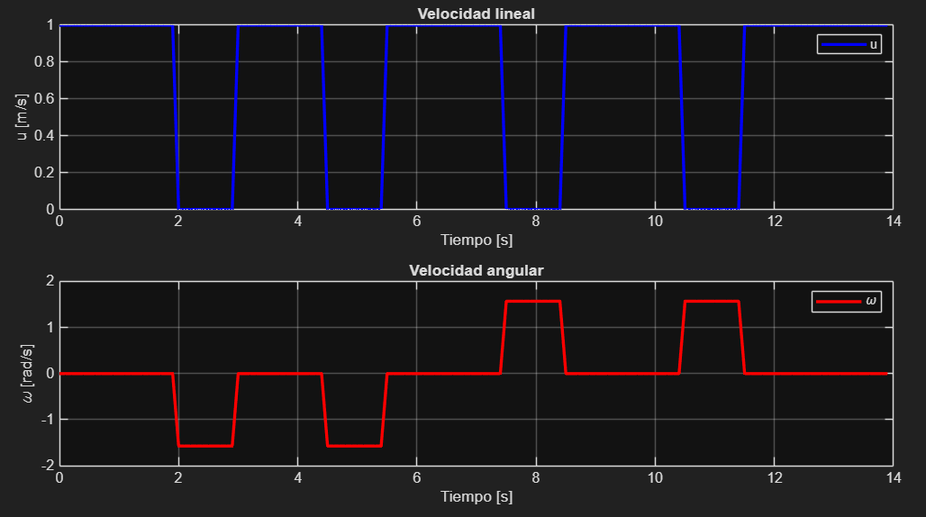 Velocidad lineal
1
0.8
0.6
0.4
0.2
0
u [m/s]
u
0 2 4 6 8 10 12 14
Tiempo [s]
Velocidad angular
2
1
0
-1
-2
ω [rad/s]
ω
0 2 4 6 8 10 12 14
Tiempo [s]